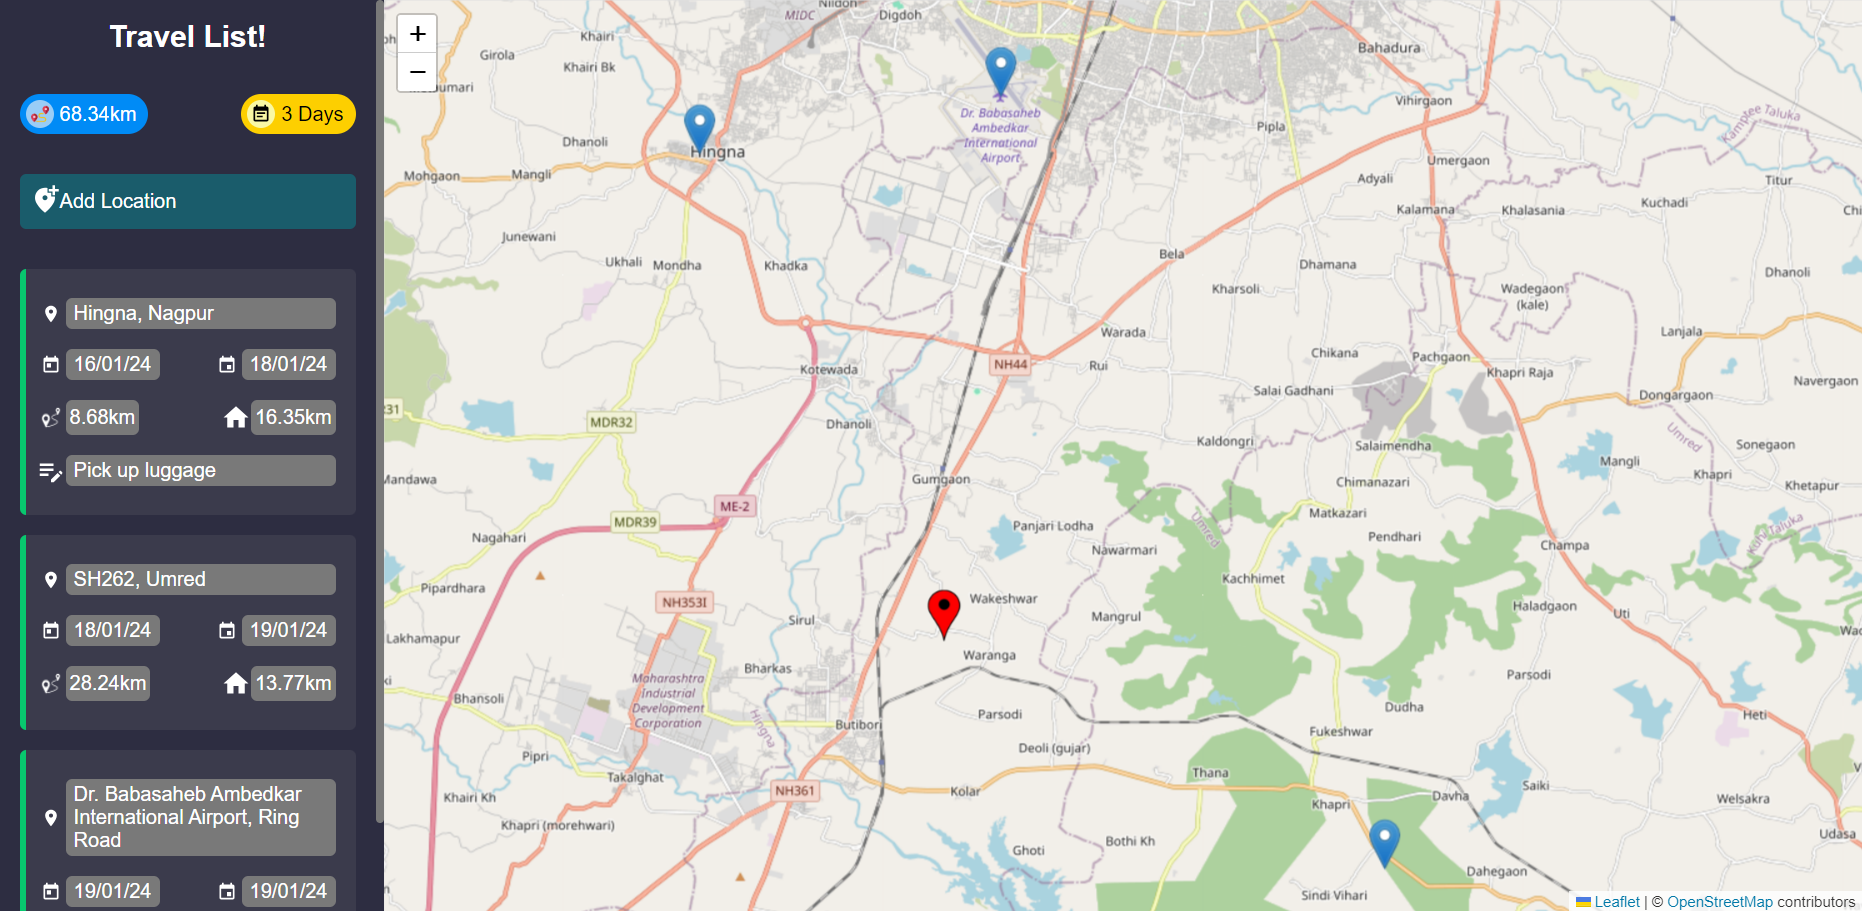 Travel List!
68.34km
3 Days
Add Location
Hingna, Nagpur
16/01/24
18/01/24
8.68km
16.35km
Pick up luggage
SH262, Umred
18/01/24
19/01/24
28.24km
13.77km
Dr. Babasaheb Ambedkar
International Airport, Ring
Road
19/01/24
19/01/24
+
−
MIDC
Digdoh
Khairi
Girola
Khairi Bk
Bahadura
Vihirgaon
Kamptee Taluka
Dr. Babasaheb
Ambedkar
International
Airport
Pipla
Dhanoli
Hingna
Mohgaon
Mangli
Umergaon
Adyali
Titur
Kalamana
Khalasania
Kuchadi
Junewani
Ukhali
Mondha
Khadka
Bela
Dhamana
Dhanoli
Kharsoli
Wadegaon
(kale)
Warada
Lanjala
NH44
Rui
Chikana
Pachgaon
Khapri Raja
Kotewada
Salai Gadhani
Navergaon
Dongargaon
MDR32
Dhanoli
Kaldongri
Salaimendha
Umred
Sonegaon
Mangli
Khapri
Mandawa
Gumgaon
Chimanazari
Khetapur
ME-2
MDR39
Panjari Lodha
Matkazari
Umred
Nagahari
Nawarmari
Pendhari
Champa
Kuhi Taluka
Pipardhara
Kachhimet
NH353I
Wakeshwar
Haladgaon
Uti
Sirul
Mangrul
Lakhamapur
Waranga
Bharkas
Maharashtra
Industrial
Development
Corporation
Parsodi
Bhansoli
Hingna
Butibori
Parsodi
Dudha
Heti
Deoli (gujar)
Fukeshwar
Pipri
Takalghat
Thana
NH361
Kolar
Saiki
Khairi Kh
Khapri
Davha
Welsakra
Khapri (morehwari)
Bothi Kh
Udasa
Ghoti
Dahegaon
Sindi Vihari
Leaflet | © OpenStreetMap contributors